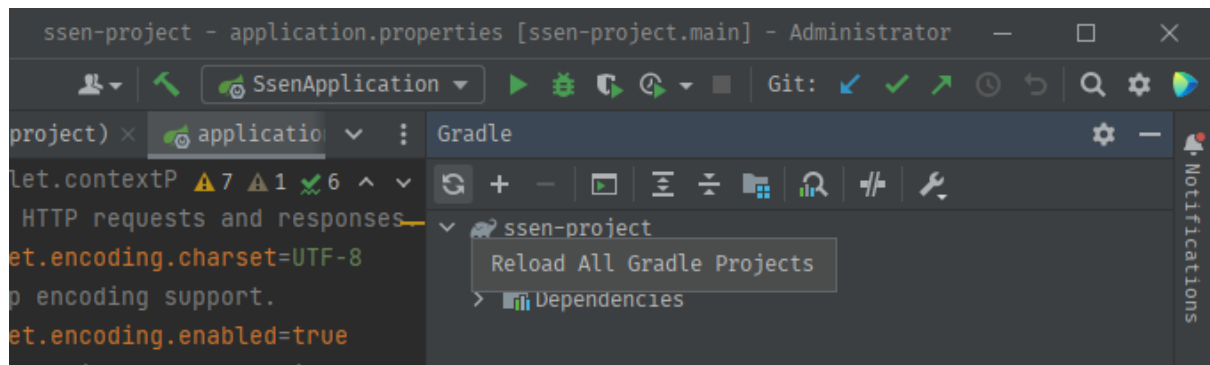 ssen-project - application.properties [ssen-project.main] - Administrator
SsenApplication
Git:
project)
applicatio
Gradle
let.contextP 7 1 6
HTTP requests and responses.
ssen-project
et.encoding.charset=UTF-8
Reload All Gradle Projects
p encoding support.
Dependencies
et.encoding.enabled=true
Notifications